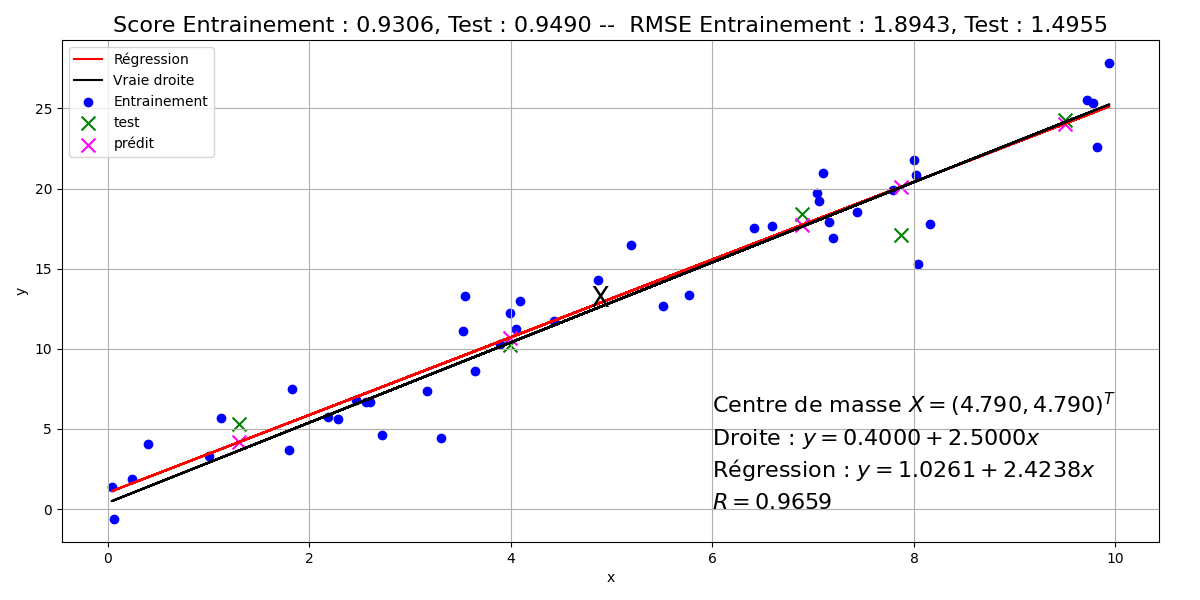 Score Entrainement : 0.9306, Test : 0.9490 --  RMSE Entrainement : 1.8943, Test : 1.4955
Régression
Vraie droite
Entrainement
test
prédit
25
20
15
10
5
0
y
X
Centre de masse X = (4.790, 4.790)^T
Droite : y = 0.4000 + 2.5000x
Régression : y = 1.0261 + 2.4238x
R = 0.9659
0 2 4 6 8 10
x